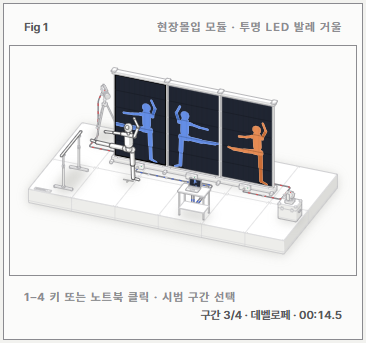 Fig 1
현장몰입 모듈 · 투명 LED 발레 거울
1–4 키 또는 노트북 클릭 · 시범 구간 선택
구간 3/4 · 데벨로페 · 00:14.5